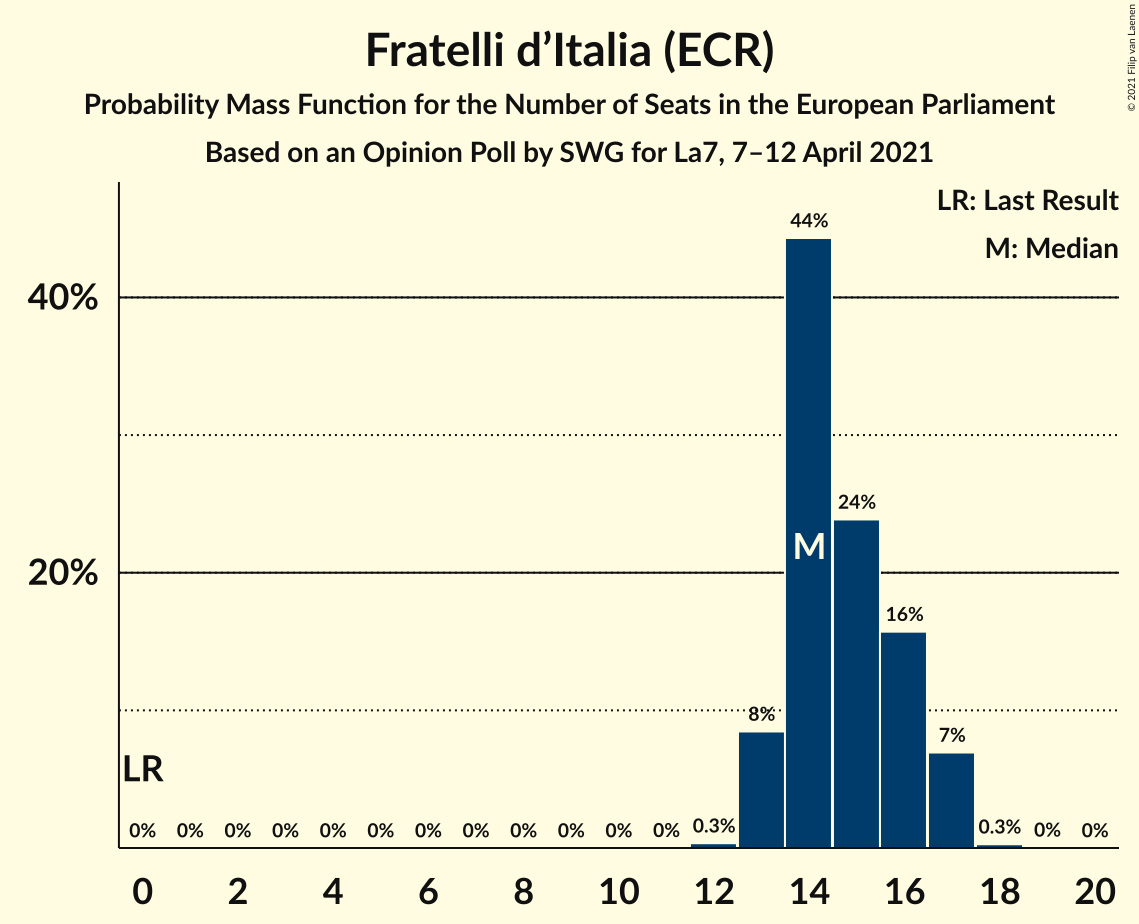 Fratelli d’Italia (ECR)
Probability Mass Function for the Number of Seats in the European Parliament
Based on an Opinion Poll by SWG for La7, 7–12 April 2021
© 2021 Filip van Laenen
LR: Last Result
M: Median
40%
20%
44%
24%
M
16%
8%
7%
LR
0% 0% 0% 0% 0% 0% 0% 0% 0% 0% 0% 0% 0.3% 0.3% 0% 0%
0 2 4 6 8 10 12 14 16 18 20